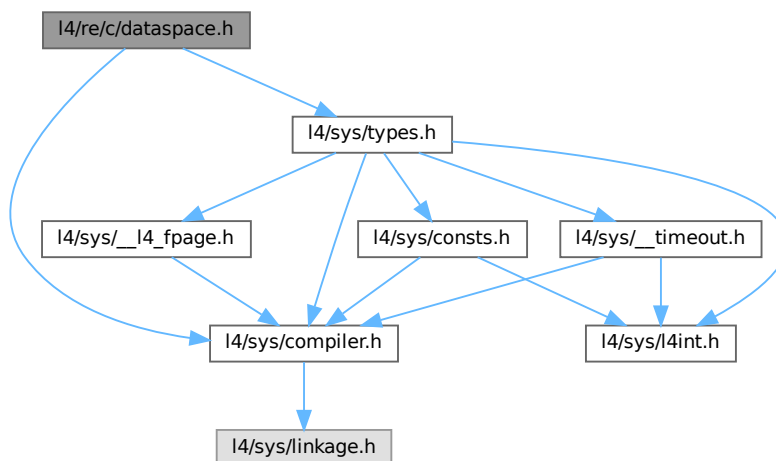 l4/re/c/dataspace.h
l4/sys/types.h
l4/sys/__l4_fpage.h
l4/sys/consts.h
l4/sys/__timeout.h
l4/sys/compiler.h
l4/sys/l4int.h
l4/sys/linkage.h